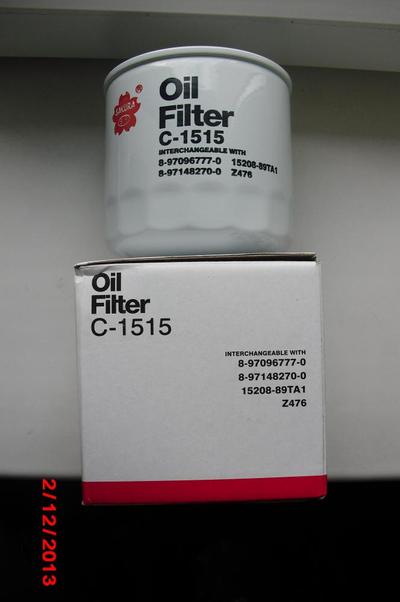 SAKURA
®
Oil
Filter
C-1515
INTERCHANGEABLE WITH
8-97096777-0 15208-89TA1
8-97148270-0 Z476
Oil
Filter
C-1515
INTERCHANGEABLE WITH
8-97096777-0
8-97148270-0
15208-89TA1
Z476
2/12/2013